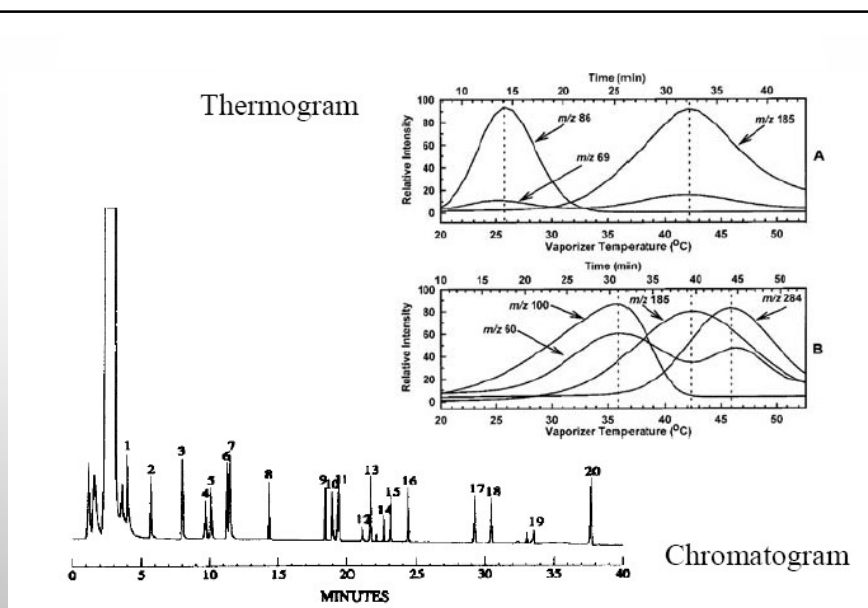 Thermogram
Time (min)
10 15 20 25 30 35 40
Relative Intensity
100
80
60
40
20
0
m/z 86
m/z 185
m/z 69
A
20 25 30 35 40 45 50
Vaporizer Temperature (°C)
Time (min)
10 15 20 25 30 35 40 45 50
Relative Intensity
100
80
60
40
20
0
m/z 100
m/z 185
m/z 284
m/z 60
B
20 25 30 35 40 45 50
Vaporizer Temperature (°C)
1 2 3 4 5 6 7 8 9 10 11 12 13 14 15 16 17 18 19 20
0 5 10 15 20 25 30 35 40
MINUTES
Chromatogram